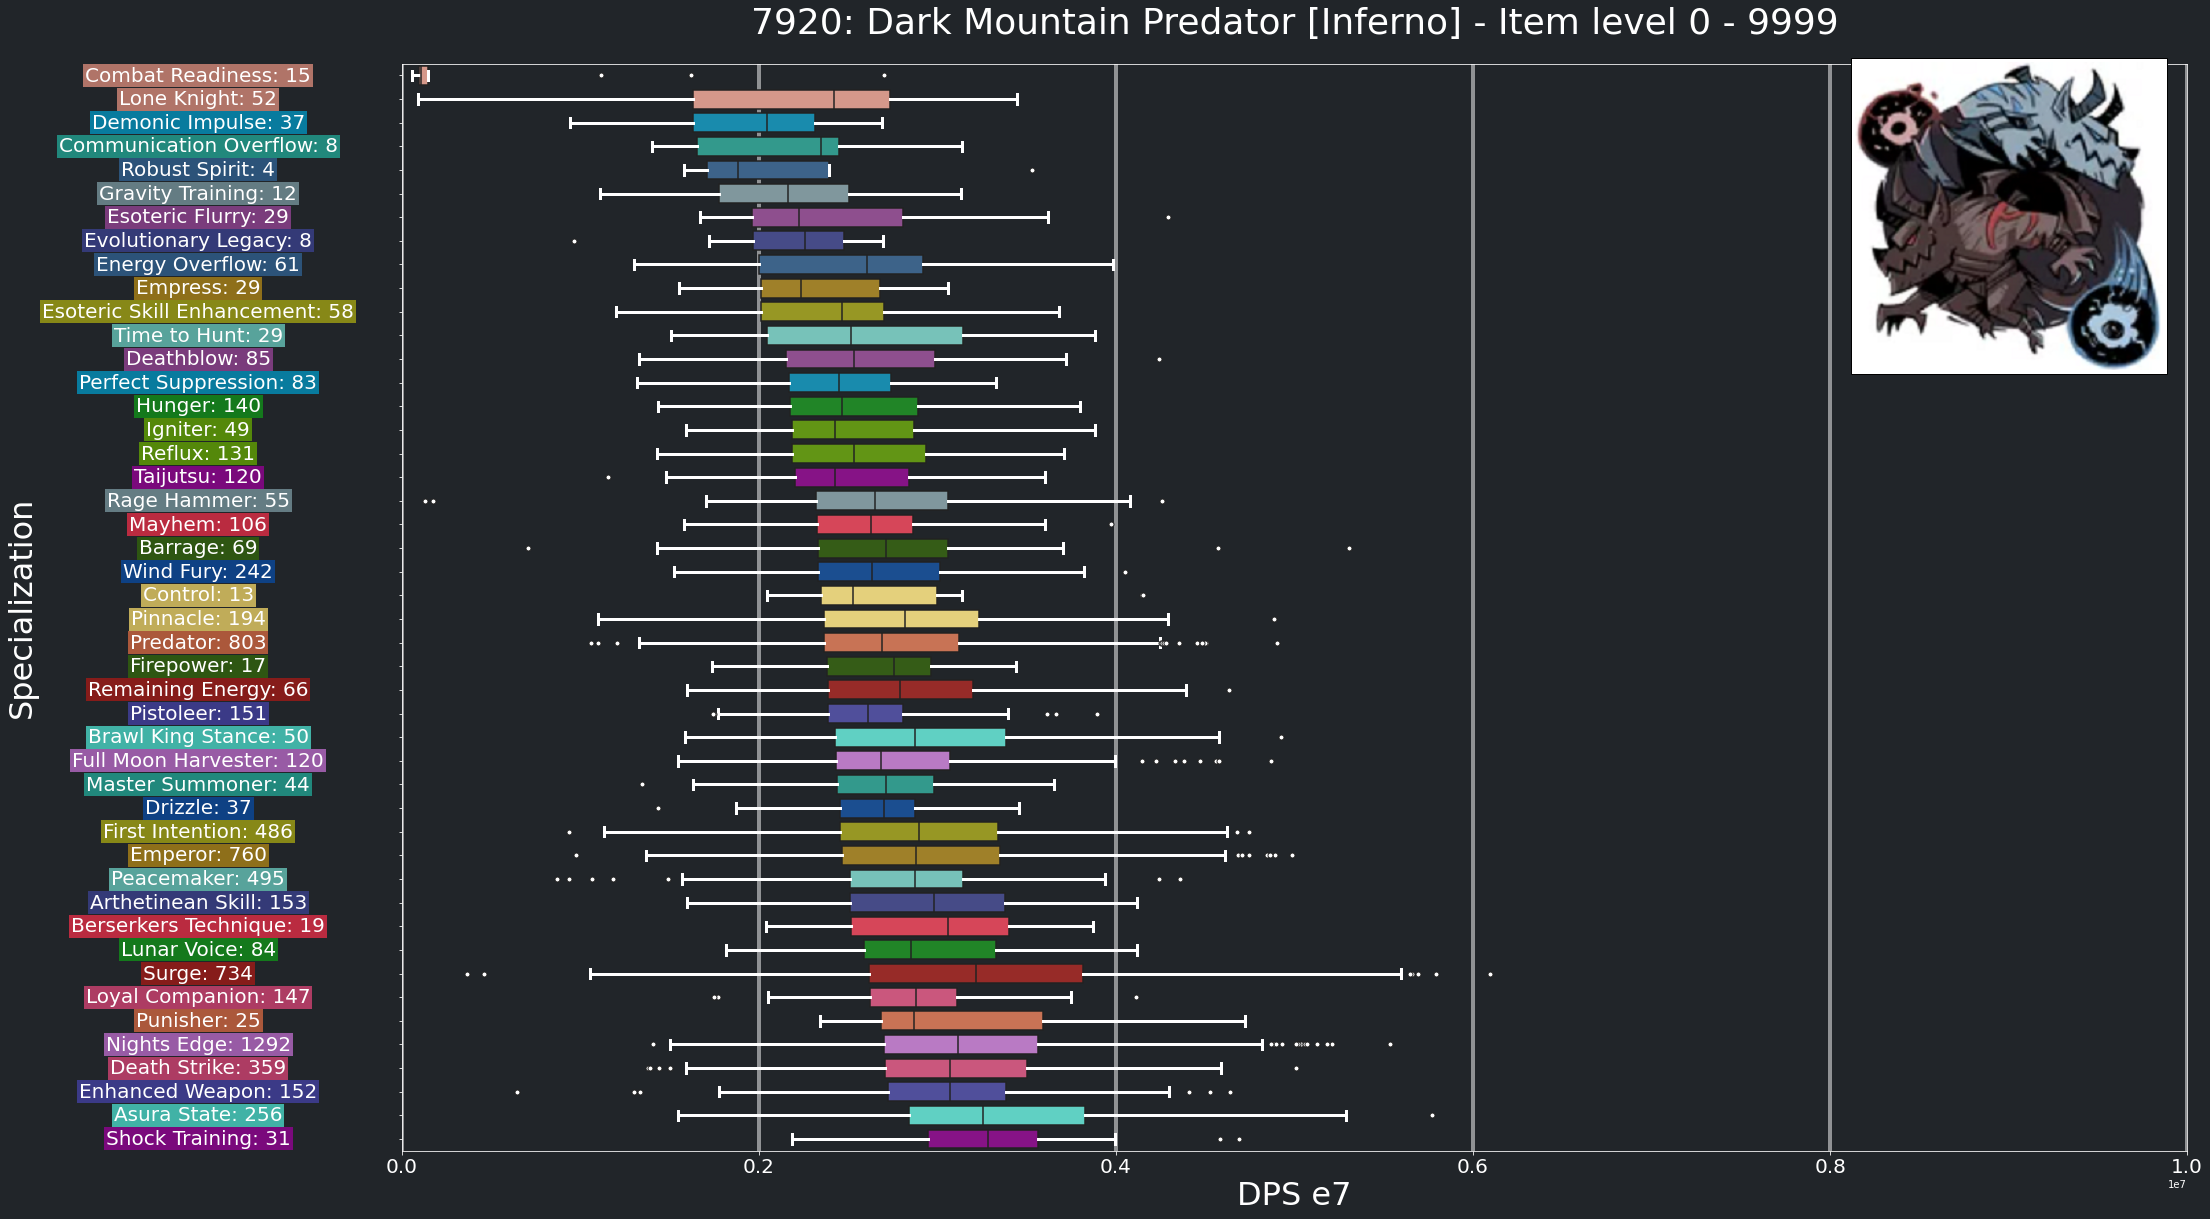 7920: Dark Mountain Predator [Inferno] - Item level 0 - 9999
Combat Readiness: 15
Lone Knight: 52
Demonic Impulse: 37
Communication Overflow: 8
Robust Spirit: 4
Gravity Training: 12
Esoteric Flurry: 29
Evolutionary Legacy: 8
Energy Overflow: 61
Empress: 29
Esoteric Skill Enhancement: 58
Time to Hunt: 29
Deathblow: 85
Perfect Suppression: 83
Hunger: 140
Igniter: 49
Reflux: 131
Taijutsu: 120
Rage Hammer: 55
Mayhem: 106
Barrage: 69
Wind Fury: 242
Control: 13
Pinnacle: 194
Predator: 803
Firepower: 17
Remaining Energy: 66
Pistoleer: 151
Brawl King Stance: 50
Full Moon Harvester: 120
Master Summoner: 44
Drizzle: 37
First Intention: 486
Emperor: 760
Peacemaker: 495
Arthetinean Skill: 153
Berserkers Technique: 19
Lunar Voice: 84
Surge: 734
Loyal Companion: 147
Punisher: 25
Nights Edge: 1292
Death Strike: 359
Enhanced Weapon: 152
Asura State: 256
Shock Training: 31
Specialization
0.0 0.2 0.4 0.6 0.8 1.0
1e7
DPS e7